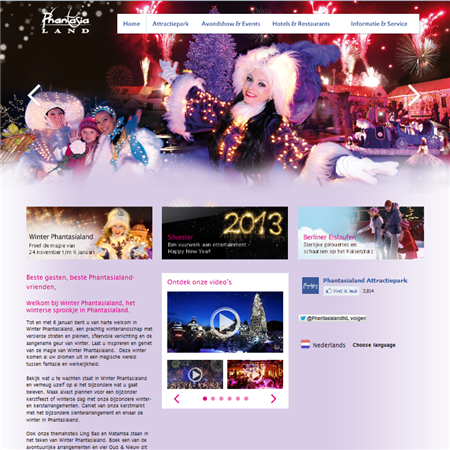 Phantasia
LAND
Home
Attractiepark
Avondshow & Events
Hotels & Restaurants
Informatie & Service
Winter Phantasialand
Proef de magie van
24 november t/m 6 januari
Silvester
2013
Een vuurwerk aan entertainment -
Happy New Year!
Berliner Eislaufen
Sierlijke pirouettes en
schaatsen op het Kaiserplatz
Beste gasten, beste Phantasialand-
vrienden,
Welkom bij Winter Phantasialand, het
winterse sprookje in Phantasialand.
Tot en met 6 januari bent u van harte welkom in
Winter Phantasialand, een prachtig winterlandschap met
versierde straten en pleinen, sfeervolle verlichting en de
aangename geur van winter. Laat u inspireren en geniet
van de magie van Winter Phantasialand. Deze winter
komen al uw dromen uit in een magische wereld
tussen fantasie en werkelijkheid.
Bekijk wat u te wachten staat in Winter Phantasialand
en verheug uzelf op al het bijzondere wat u gaat
beleven. Maak alvast plannen voor een bijzonder
kerstfeest of winterse dag met onze bijzondere winter-
en kerstarrangementen. Geniet van onze kerstmarkt
met het bijzondere sleetarrangement en ervaar de
winter in Phantasialand.
Ook onze themahotels Ling Bao en Matamba staan in
het teken van Winter Phantasialand. Boek een van de
avontuurlijke arrangementen en vier Oud & Nieuw dit
Ontdek onze video's
Phantasialand Attractiepark
Vind ik leuk
@PhantasialandNL volgen
Nederlands
Choose language